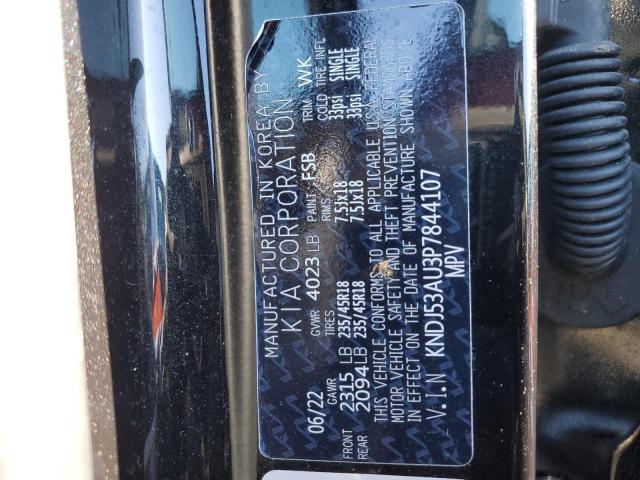 MANUFACTURED IN KOREA BY
KIA CORPORATION
06/22 GVWR 4023 LB PAINT FSB TRIM WK
GAWR TIRES RIMS COLD TIRE INFL
FRONT 2315 LB 235/45R18 7.5Jx18 33psi SINGLE
REAR 2094 LB 235/45R18 7.5Jx18 33psi SINGLE
THIS VEHICLE CONFORMS TO ALL APPLICABLE U.S.A. FEDERAL
MOTOR VEHICLE SAFETY AND THEFT PREVENTION STANDARDS
IN EFFECT ON THE DATE OF MANUFACTURE SHOWN ABOVE.
V.I.N KNDJ53AU3P7844107
MPV